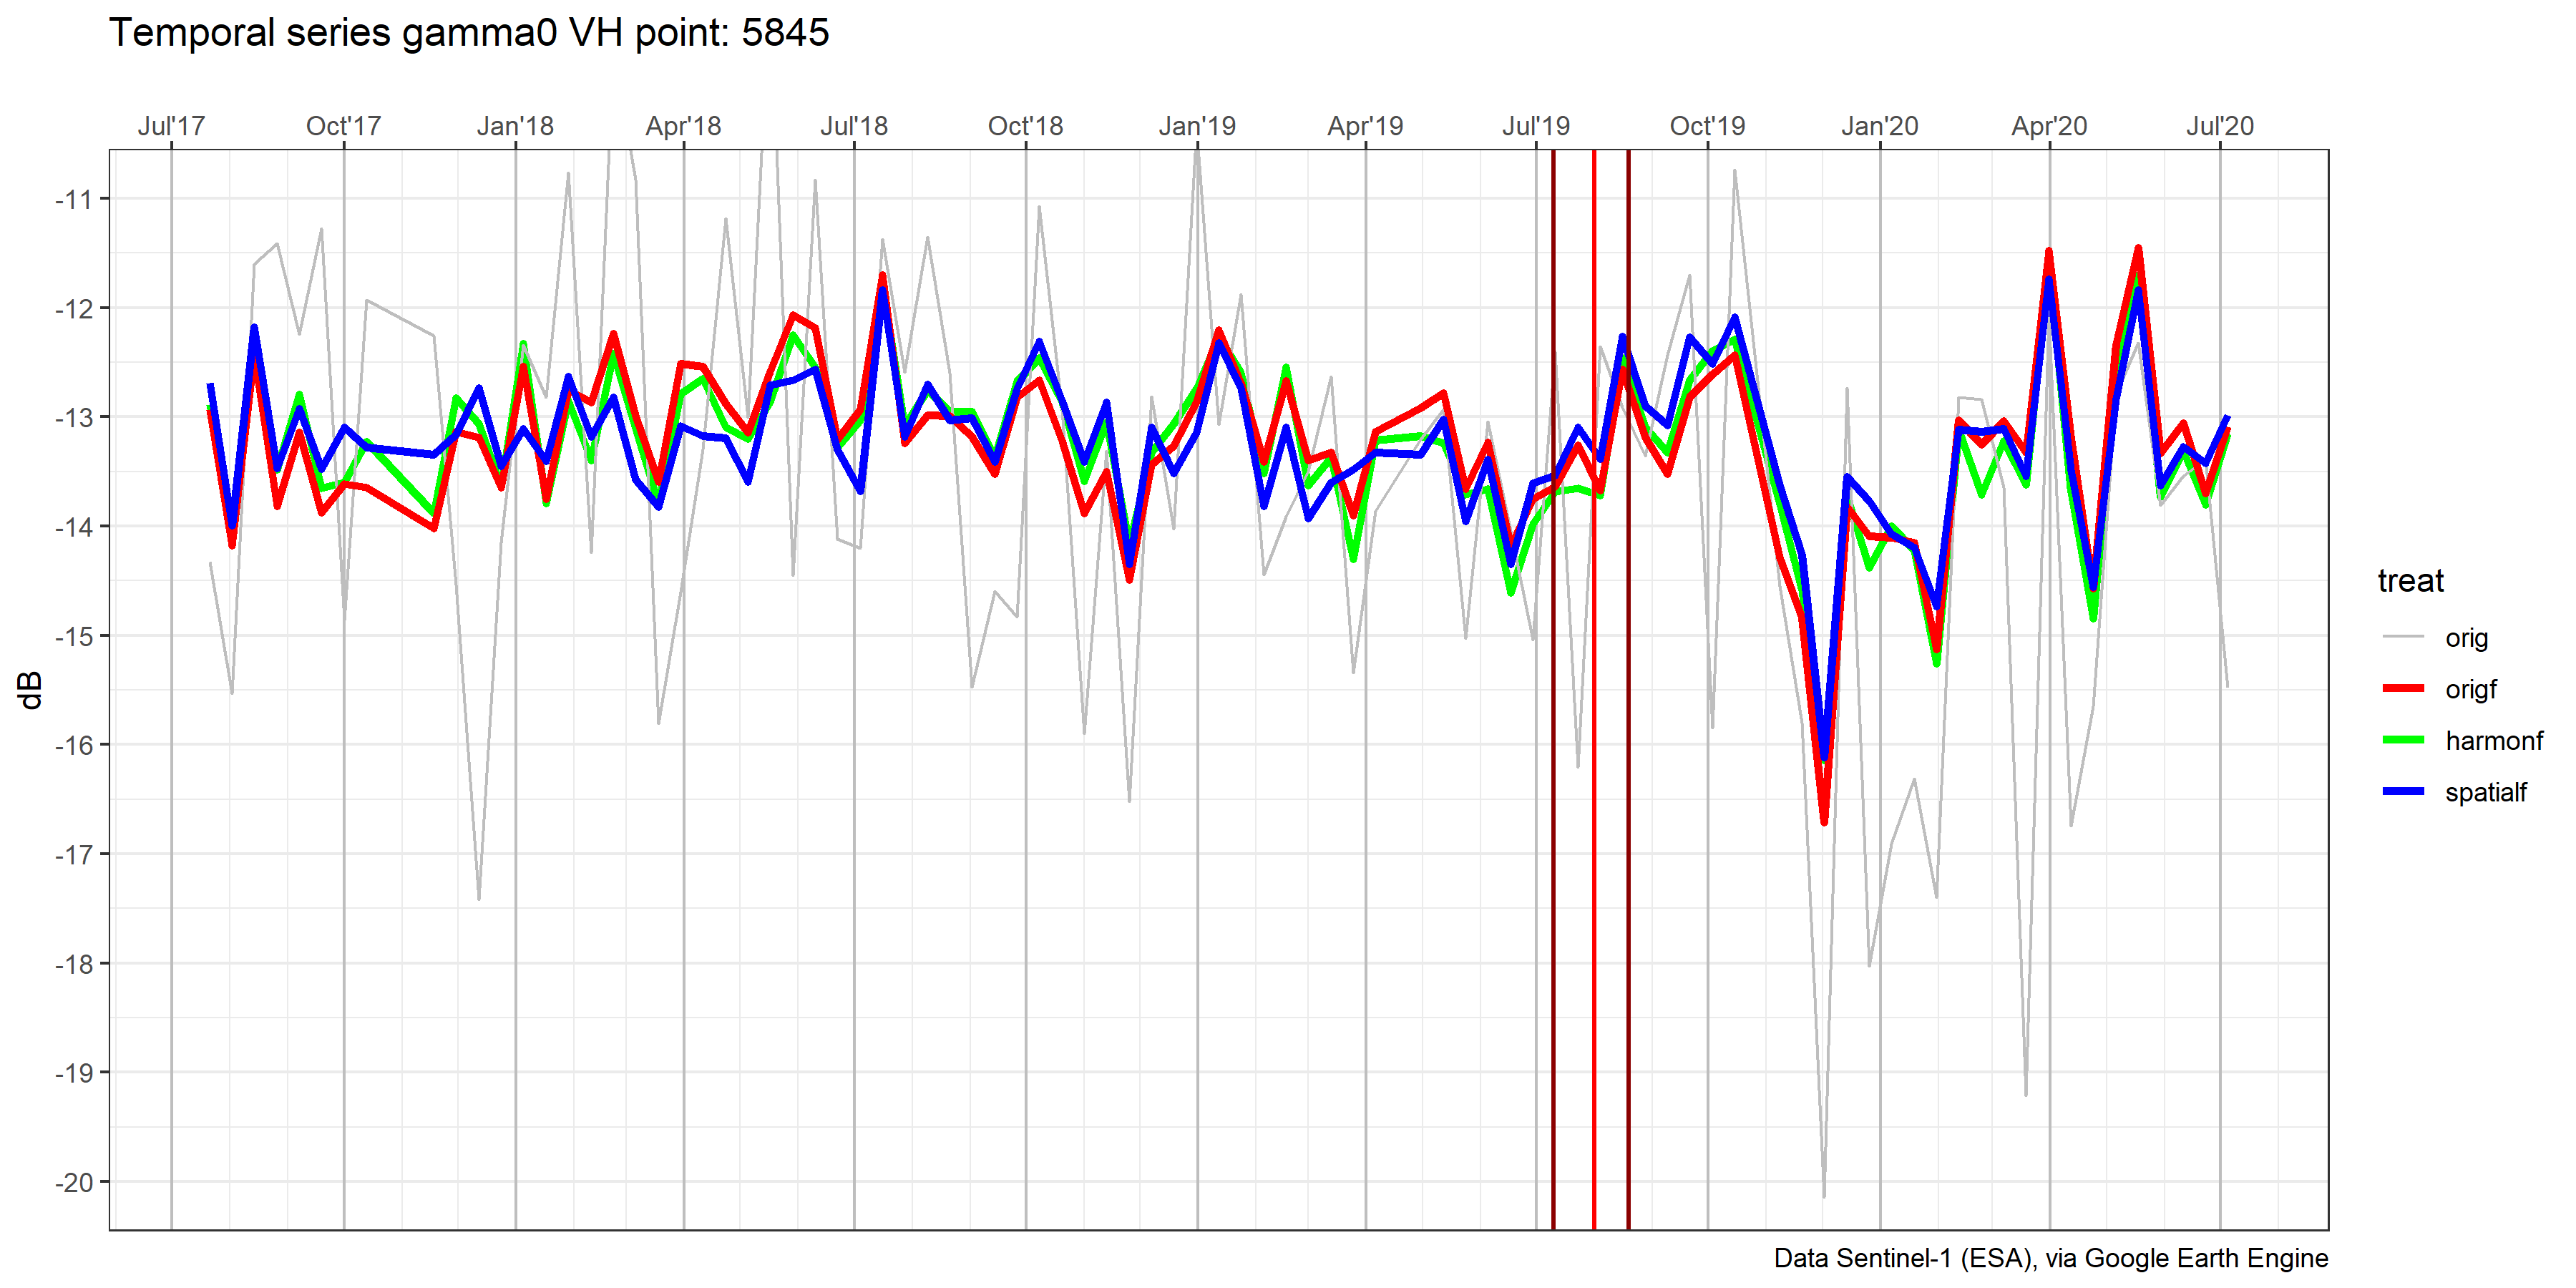 Temporal series gamma0 VH point: 5845
Jul'17 Oct'17 Jan'18 Apr'18 Jul'18 Oct'18 Jan'19 Apr'19 Jul'19 Oct'19 Jan'20 Apr'20 Jul'20
-11
-12
-13
-14
-15
-16
-17
-18
-19
-20
dB
treat
orig
origf
harmonf
spatialf
Data Sentinel-1 (ESA), via Google Earth Engine